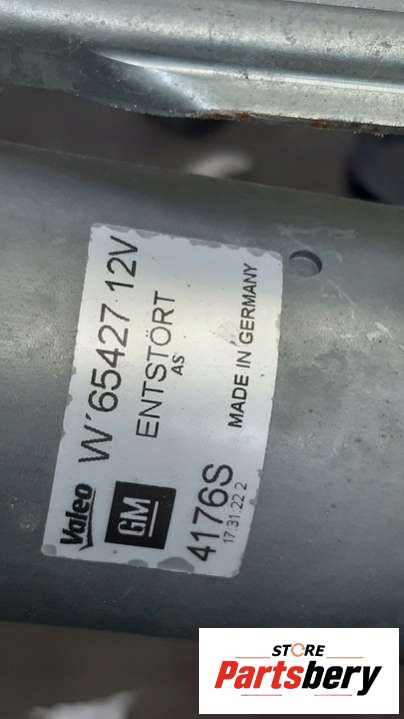 Valeo W'65427 12V
ENTSTÖRT
AS
GM
4176S
17.31.22 2
MADE IN GERMANY
STORE
Partsbery